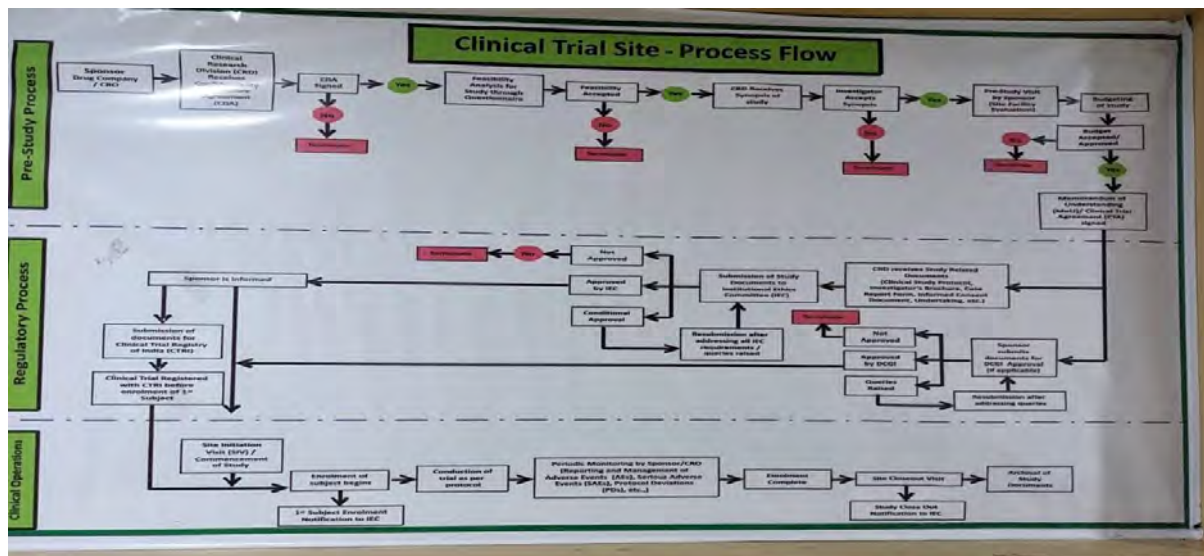 Clinical Trial Site - Process Flow
Pre-Study Process
Sponsor
Drug Company
/ CRO
Clinical
Research
Division (CRD)
Receives
(CDA)
CDA
Signed
Yes
No
Terminate
Feasibility
Analysis for
Study through
Questionnaire
Feasibility
Accepted
Yes
No
Terminate
CRD Receives
Synopsis of
study
Investigator
Accepts
Synopsis
Yes
No
Terminate
Pre-Study Visit
by Sponsor
(Site Facility
Evaluation)
Budgeting
of Study
Budget
Accepted/
Approved
Yes
Memorandum of
Understanding
(MoU)/ Clinical Trial
Agreement (CTA)
signed
Regulatory Process
CRD receives Study Related
Documents
(Clinical Study Protocol,
Investigator's Brochure, Case
Report Form, Informed Consent
Document, Undertaking, etc.)
Submission of Study
Documents to
Institutional Ethics
Committee (IEC)
Not
Approved
Terminate
Approved
by IEC
Conditional
Approval
Resubmission after
addressing all IEC
requirements /
queries raised
Sponsor is informed
Submission of
documents for
Clinical Trial Registry
of India (CTRI)
Clinical Trial Registered
with CTRI before
enrolment of 1st
Subject
Sponsor
submits
documents for
DCGI Approval
(if applicable)
Not
Approved
Terminate
Approved
by DCGI
Queries
Raised
Resubmission after
addressing queries
Clinical Operations
Site Initiation
Visit (SIV) /
Commencement
of Study
Enrolment of
subject begins
1st Subject Enrolment
Notification to IEC
Conduction of
trial as per
protocol
Periodic Monitoring by Sponsor/CRO
(Reporting and Management of
Adverse Events (AEs), Serious Adverse
Events (SAEs), Protocol Deviations
(PDs), etc..)
Enrolment
Complete
Site Closeout Visit
Study Close Out
Notification to IEC
Archival of
Study
Documents